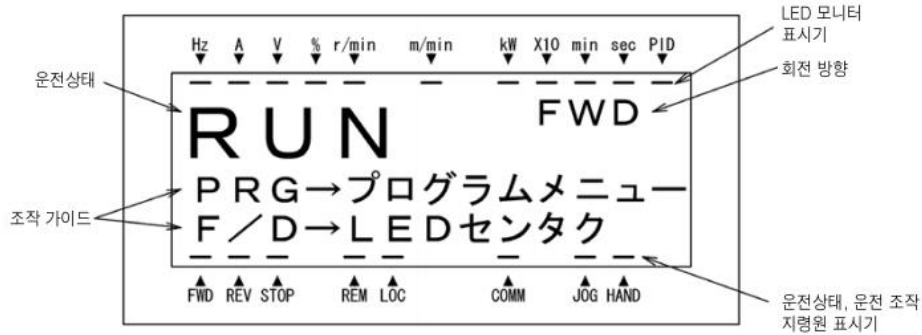 LED 모니터
표시기
Hz A V % r/min m/min kW X10 min sec PID
회전 방향
운전상태
RUN FWD
PRG→プログラムメニュー
조작 가이드
F/D→LEDセンタク
FWD REV STOP REM LOC COMM JOG HAND
운전상태, 운전 조작
지령원 표시기